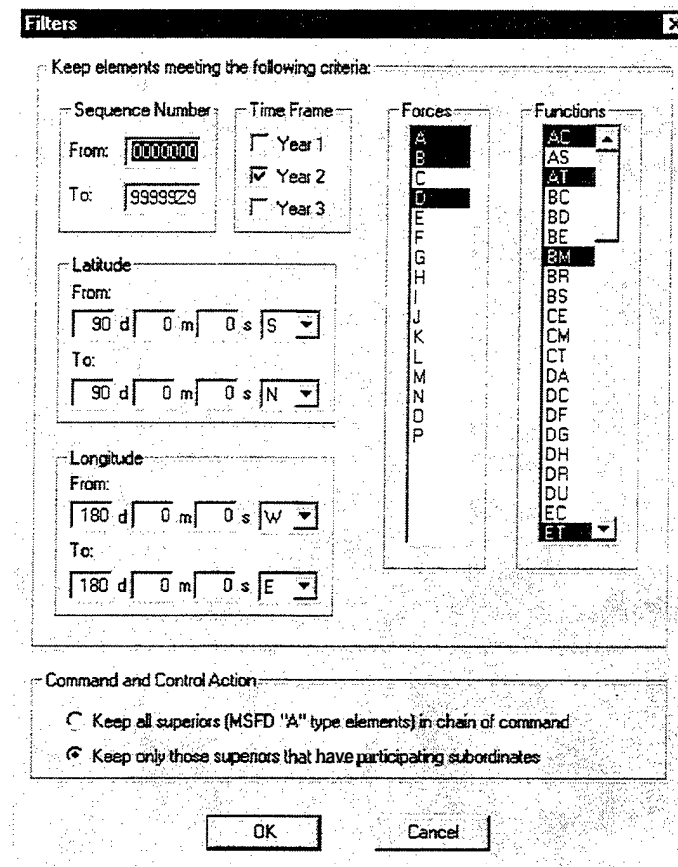 Filters
Keep elements meeting the following criteria:
Sequence Number
From: 0000000
To: 99999Z9
Time Frame
Year 1
Year 2
Year 3
Latitude
From:
90 d 0 m 0 s S
To:
90 d 0 m 0 s N
Longitude
From:
180 d 0 m 0 s W
To:
180 d 0 m 0 s E
Forces
A
B
C
D
E
F
G
H
I
J
K
L
M
N
O
P
Functions
AC
AS
AT
BC
BD
BE
BM
BR
BS
CE
CM
CT
DA
DC
DF
DG
DH
DR
DU
EC
ET
Command and Control Action
Keep all superiors (MSFD "A" type elements) in chain of command
Keep only those superiors that have participating subordinates
OK
Cancel